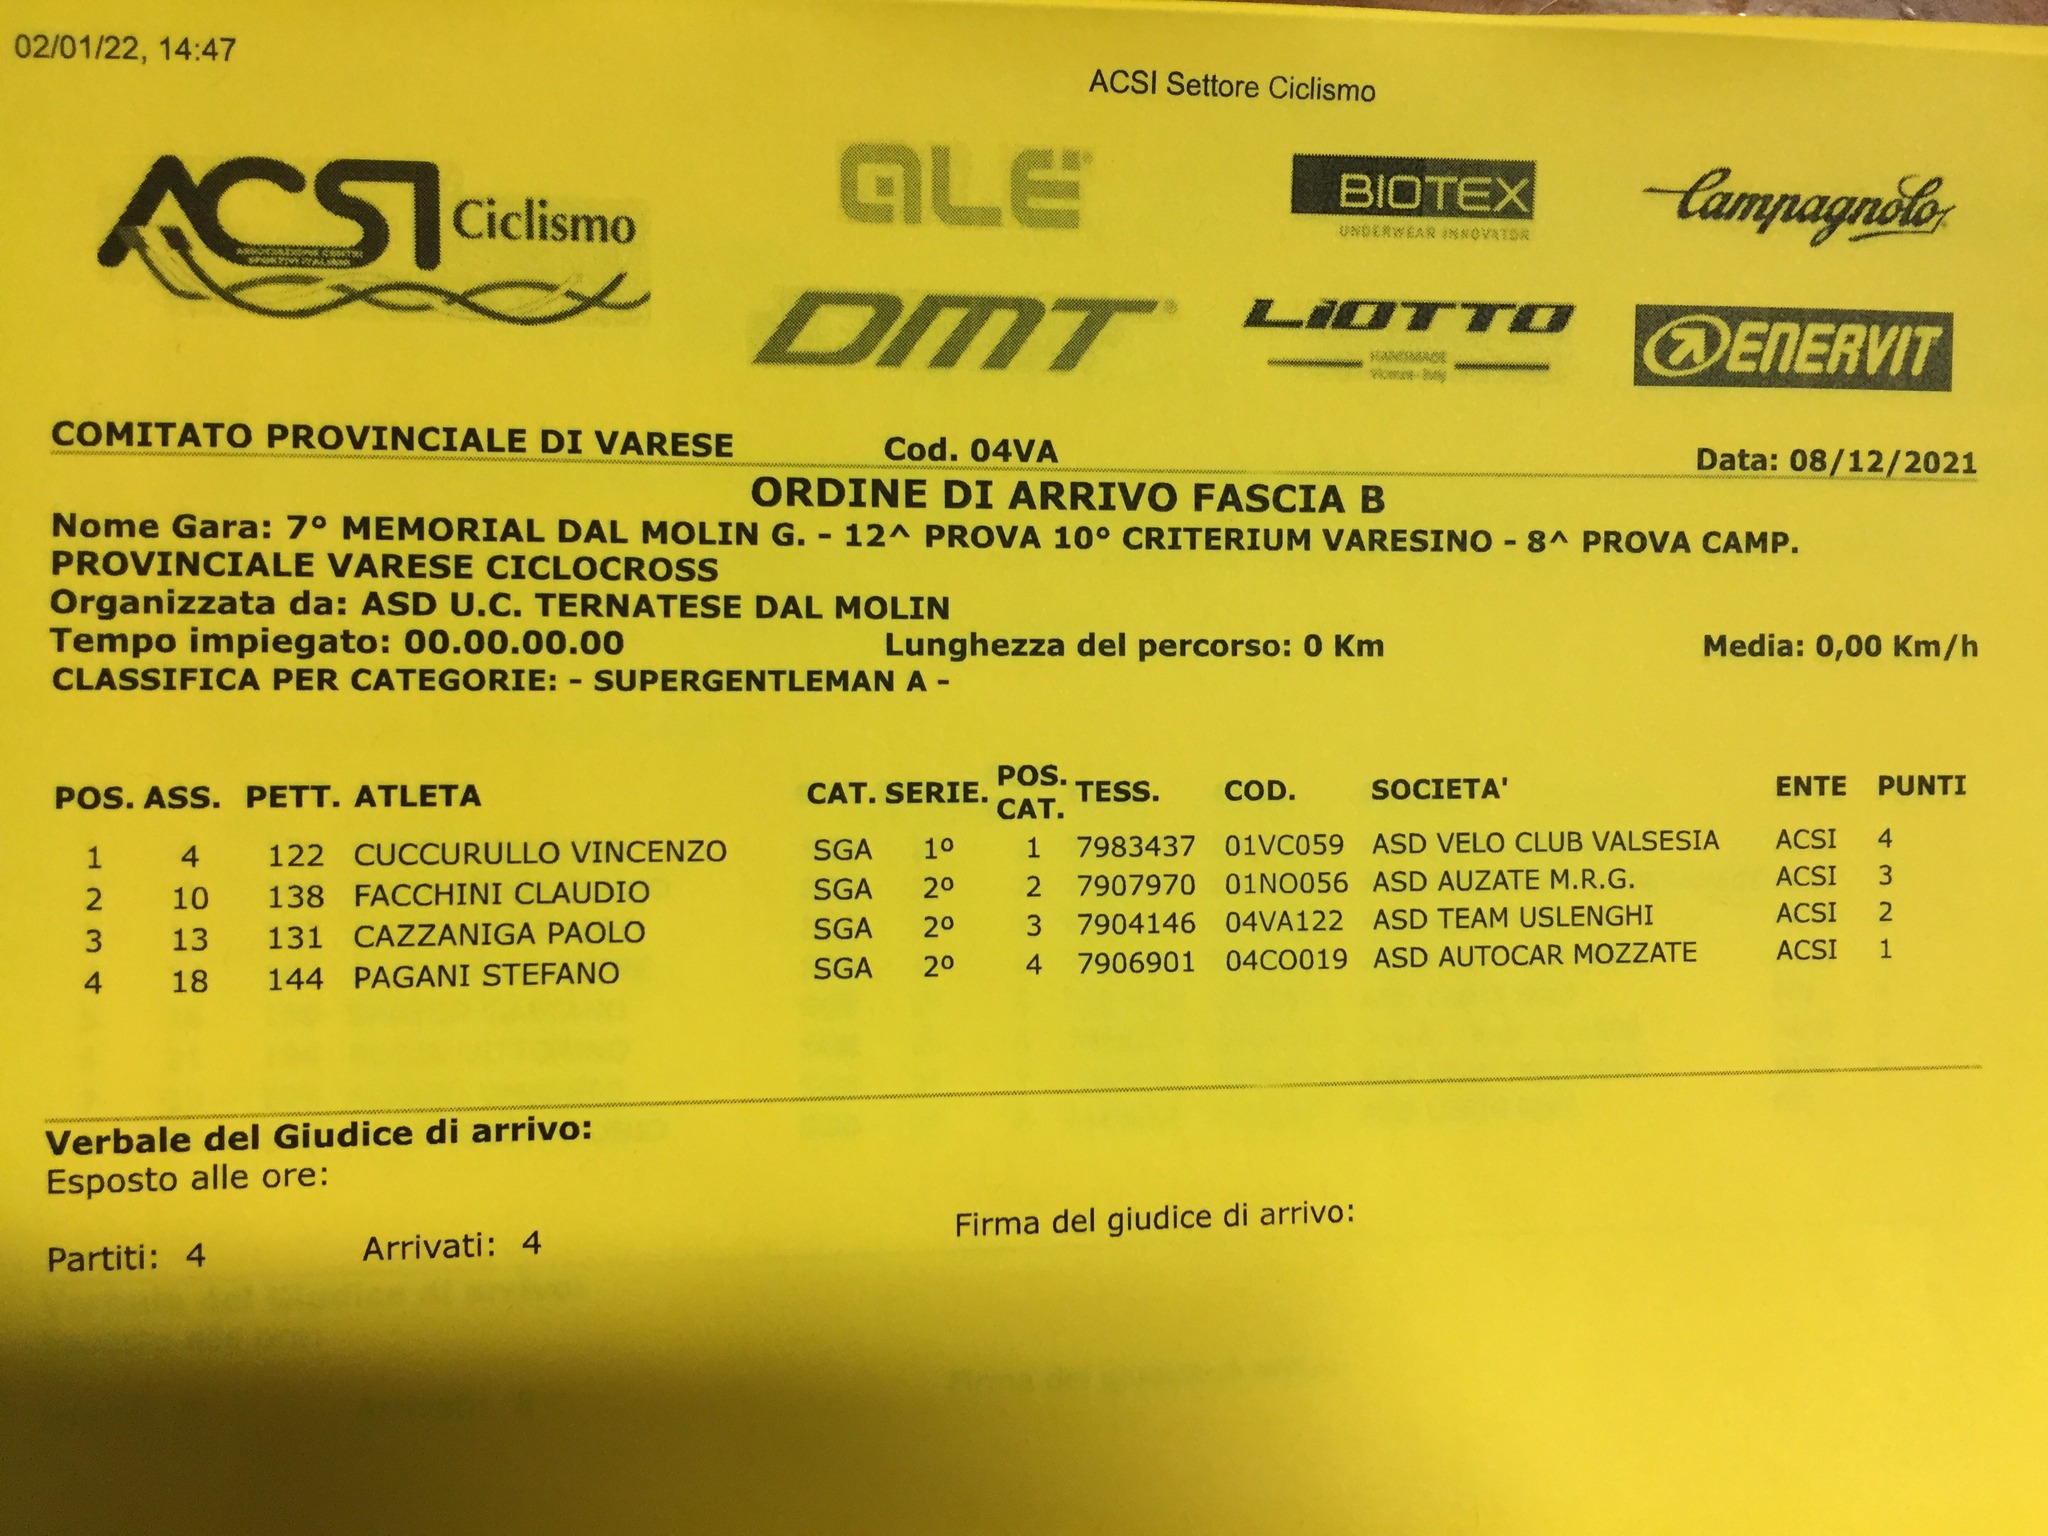 02/01/22, 14:47
ACSI Settore Ciclismo
ACSI Ciclismo
ASSOCIAZIONE CENTRI
SPORTIVI ITALIANI
ALÉ
BIOTEX
UNDERWEAR INNOVATOR
Campagnolo
DMT
LIOTTO
HANDMADE
Vicenza - Italy
ENERVIT
COMITATO PROVINCIALE DI VARESE Cod. 04VA Data: 08/12/2021
ORDINE DI ARRIVO FASCIA B
Nome Gara: 7° MEMORIAL DAL MOLIN G. - 12^ PROVA 10° CRITERIUM VARESINO - 8^ PROVA CAMP.
PROVINCIALE VARESE CICLOCROSS
Organizzata da: ASD U.C. TERNATESE DAL MOLIN
Tempo impiegato: 00.00.00.00 Lunghezza del percorso: 0 Km Media: 0,00 Km/h
CLASSIFICA PER CATEGORIE: - SUPERGENTLEMAN A -
POS. ASS. PETT. ATLETA CAT. SERIE. POS. CAT. TESS. COD. SOCIETA' ENTE PUNTI
1 4 122 CUCCURULLO VINCENZO SGA 1º 1 7983437 01VC059 ASD VELO CLUB VALSESIA ACSI 4
2 10 138 FACCHINI CLAUDIO SGA 2º 2 7907970 01NO056 ASD AUZATE M.R.G. ACSI 3
3 13 131 CAZZANIGA PAOLO SGA 2º 3 7904146 04VA122 ASD TEAM USLENGHI ACSI 2
4 18 144 PAGANI STEFANO SGA 2º 4 7906901 04CO019 ASD AUTOCAR MOZZATE ACSI 1
Verbale del Giudice di arrivo:
Esposto alle ore:
Firma del giudice di arrivo:
Partiti: 4 Arrivati: 4